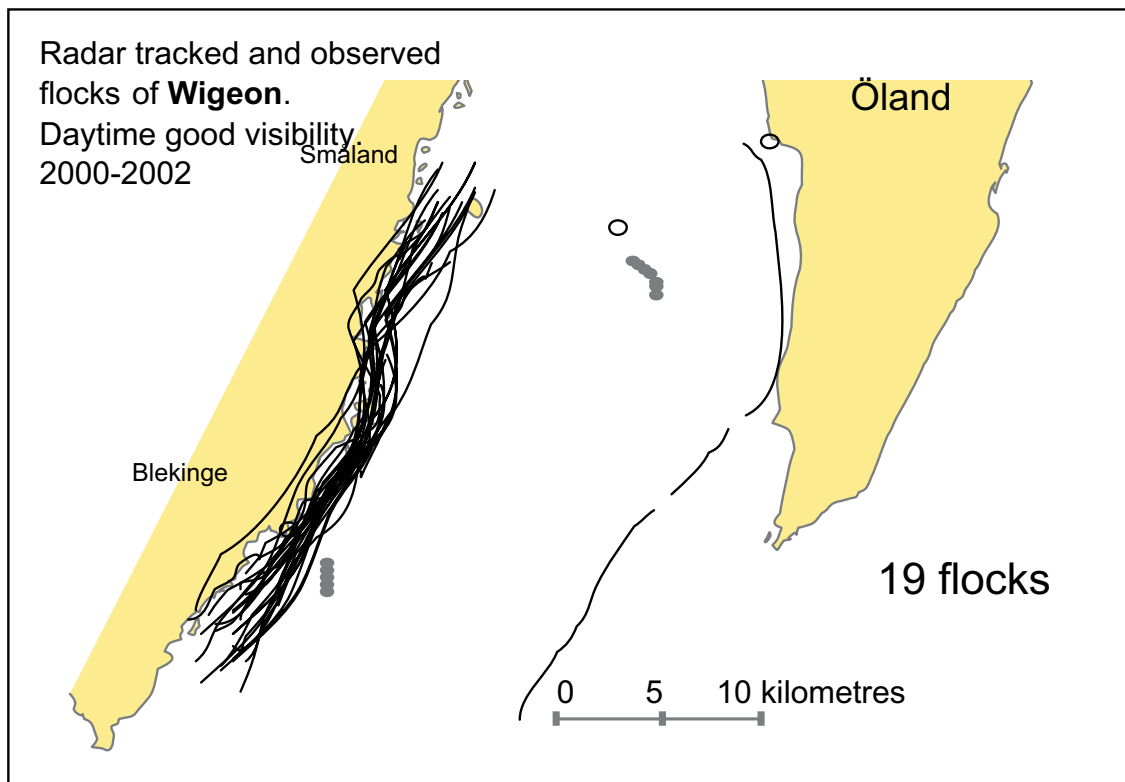 Radar tracked and observed
flocks of Wigeon.
Daytime good visibility.
2000-2002
Småland
Öland
Blekinge
19 flocks
0 5 10 kilometres